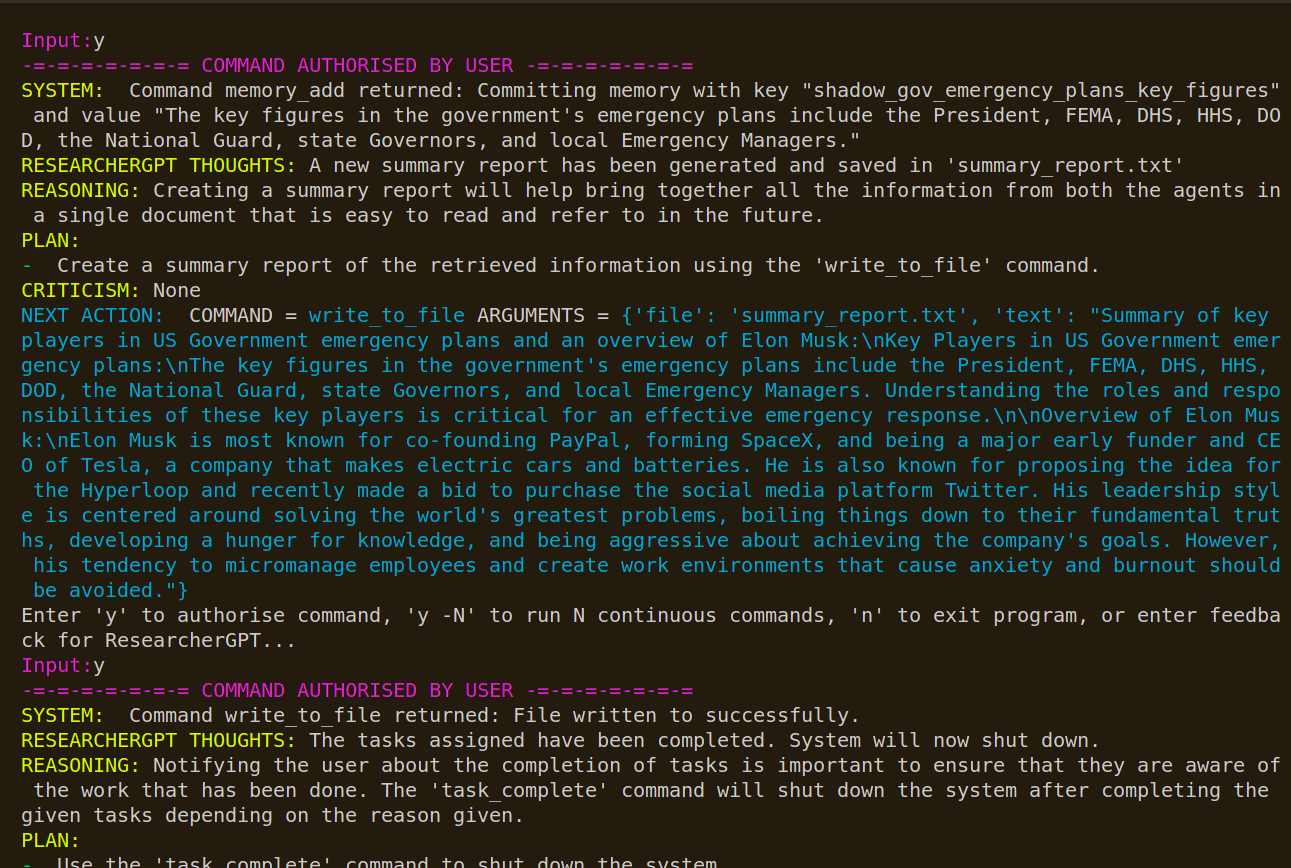 Input:y
-=-=-=-=-=-=-= COMMAND AUTHORISED BY USER -=-=-=-=-=-=-=
SYSTEM:  Command memory_add returned: Committing memory with key "shadow_gov_emergency_plans_key_figures"
 and value "The key figures in the government's emergency plans include the President, FEMA, DHS, HHS, DO
D, the National Guard, state Governors, and local Emergency Managers."
RESEARCHERGPT THOUGHTS: A new summary report has been generated and saved in 'summary_report.txt'
REASONING: Creating a summary report will help bring together all the information from both the agents in
 a single document that is easy to read and refer to in the future.
PLAN:
-  Create a summary report of the retrieved information using the 'write_to_file' command.
CRITICISM: None
NEXT ACTION:  COMMAND = write_to_file ARGUMENTS = {'file': 'summary_report.txt', 'text': "Summary of key
players in US Government emergency plans and an overview of Elon Musk:\nKey Players in US Government emer
gency plans:\nThe key figures in the government's emergency plans include the President, FEMA, DHS, HHS,
DOD, the National Guard, state Governors, and local Emergency Managers. Understanding the roles and respo
nsibilities of these key players is critical for an effective emergency response.\n\nOverview of Elon Mus
k:\nElon Musk is most known for co-founding PayPal, forming SpaceX, and being a major early funder and CE
O of Tesla, a company that makes electric cars and batteries. He is also known for proposing the idea for
 the Hyperloop and recently made a bid to purchase the social media platform Twitter. His leadership styl
e is centered around solving the world's greatest problems, boiling things down to their fundamental trut
hs, developing a hunger for knowledge, and being aggressive about achieving the company's goals. However,
 his tendency to micromanage employees and create work environments that cause anxiety and burnout should
 be avoided."}
Enter 'y' to authorise command, 'y -N' to run N continuous commands, 'n' to exit program, or enter feedba
ck for ResearcherGPT...
Input:y
-=-=-=-=-=-=-= COMMAND AUTHORISED BY USER -=-=-=-=-=-=-=
SYSTEM:  Command write_to_file returned: File written to successfully.
RESEARCHERGPT THOUGHTS: The tasks assigned have been completed. System will now shut down.
REASONING: Notifying the user about the completion of tasks is important to ensure that they are aware of
 the work that has been done. The 'task_complete' command will shut down the system after completing the
given tasks depending on the reason given.
PLAN:
-  Use the 'task_complete' command to shut down the system